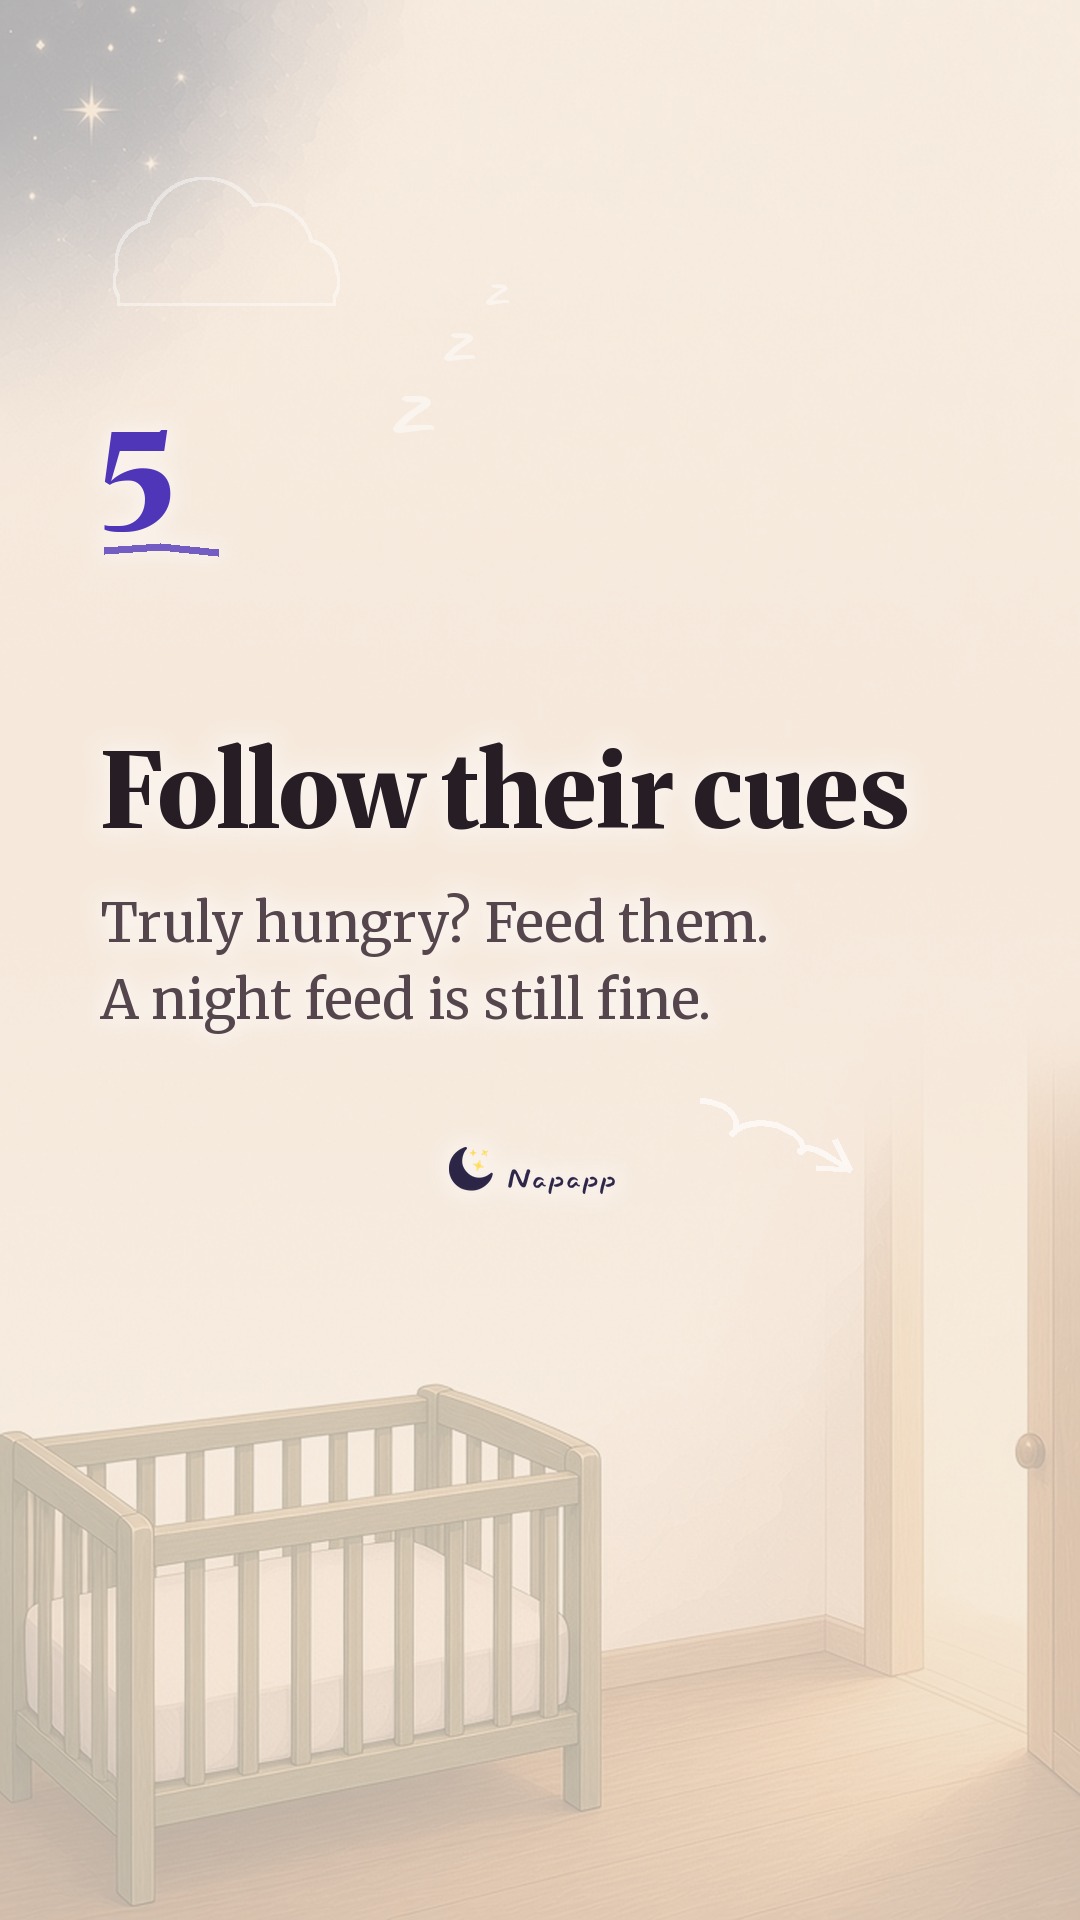 z
z
z
5
Follow their cues
Truly hungry? Feed them.
A night feed is still fine.
Napapp